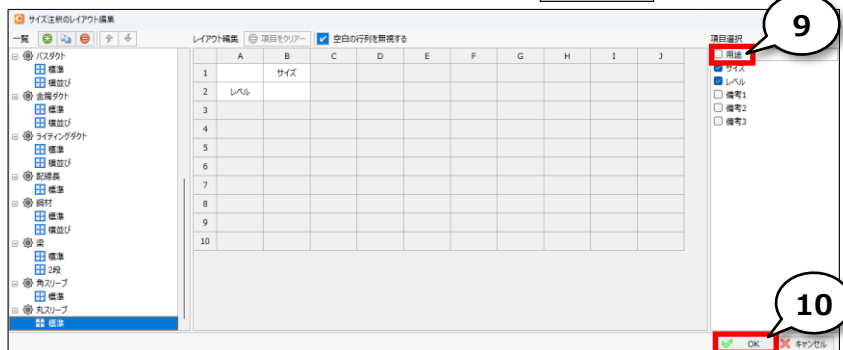 サイズ注釈のレイアウト編集
一覧
レイアウト編集 項目をクリアー 空白の行列を無視する
項目選択
9
バスダクト
標準
横並び
金属ダクト
標準
横並び
ライティングダクト
標準
横並び
配線長
標準
鋼材
標準
横並び
梁
標準
2段
角スリーブ
標準
丸スリーブ
標準
A B C D E F G H I J
1 サイズ
2 レベル
3
4
5
6
7
8
9
10
用途
サイズ
レベル
備考1
備考2
備考3
10
OK キャンセル